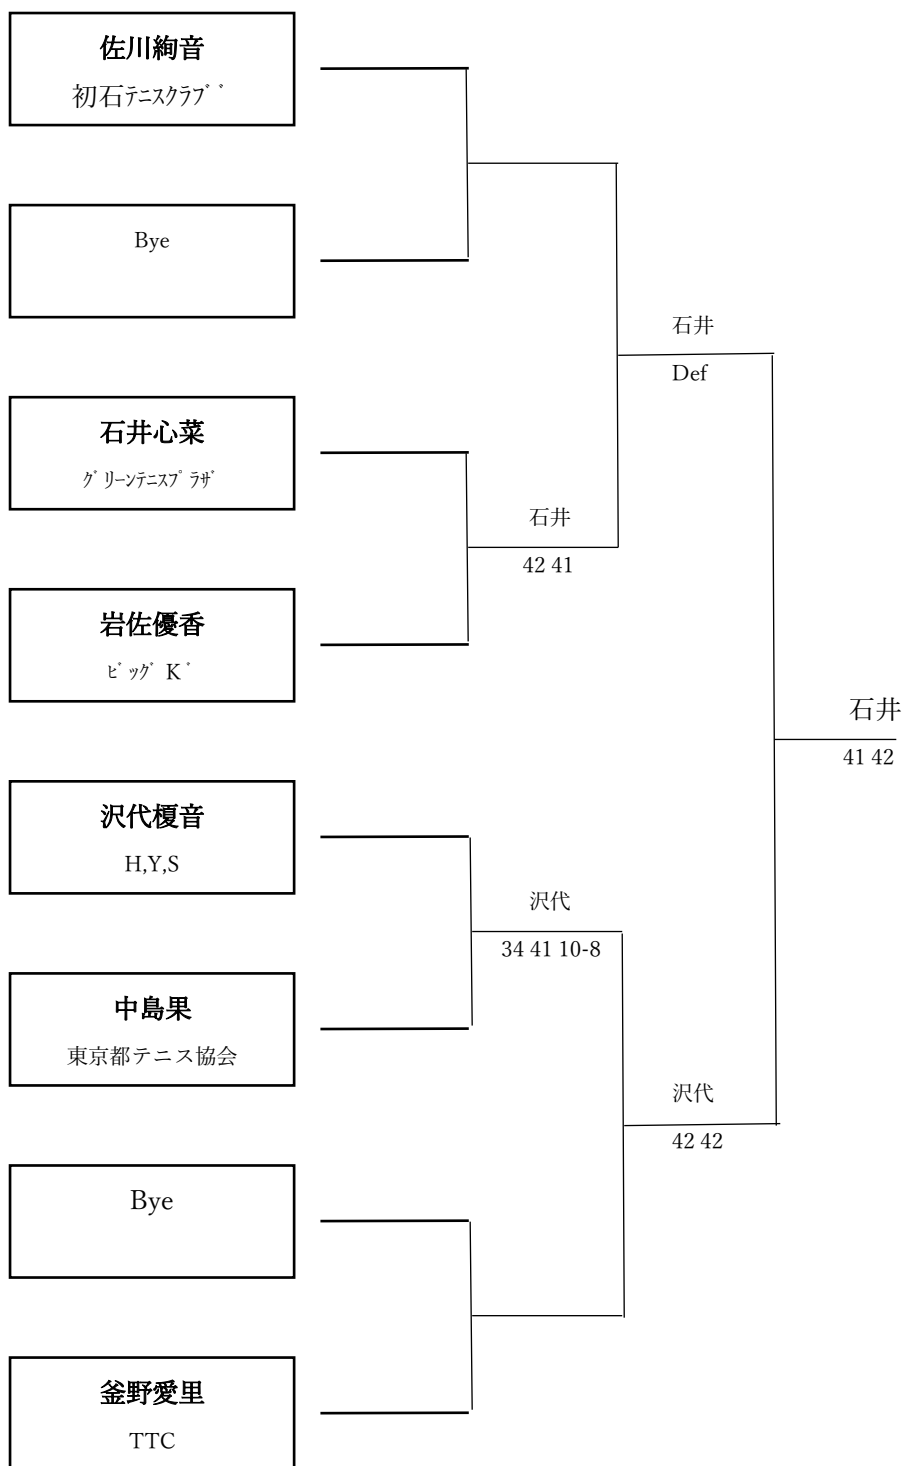 佐川絢音
初石ﾃﾆｽｸﾗﾌﾞﾞ
Bye
石井
Def
石井心菜
ｸﾞﾘｰﾝﾃﾆｽﾌﾟﾗｻﾞ
石井
42 41
岩佐優香
ﾋﾞｯｸﾞKﾞ
石井
41 42
沢代榎音
H,Y,S
沢代
34 41 10-8
中島果
東京都テニス協会
沢代
42 42
Bye
釜野愛里
TTC